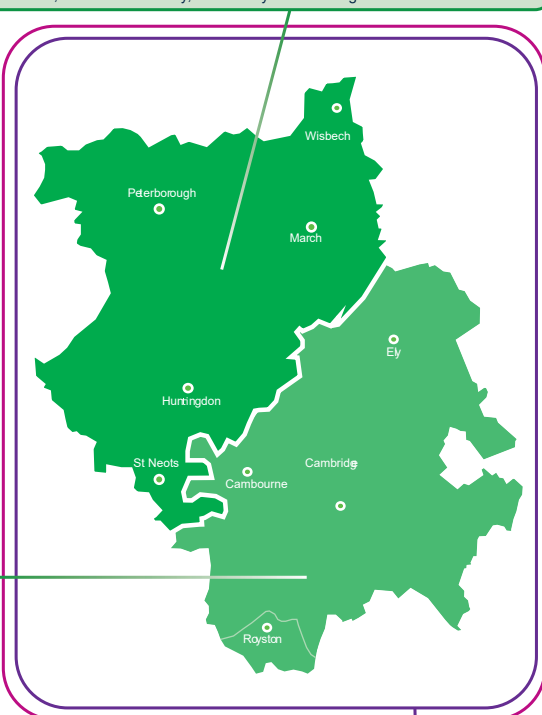 Wisbech
Peterborough
March
Ely
Huntingdon
St Neots
Cambridge
Cambourne
Royston